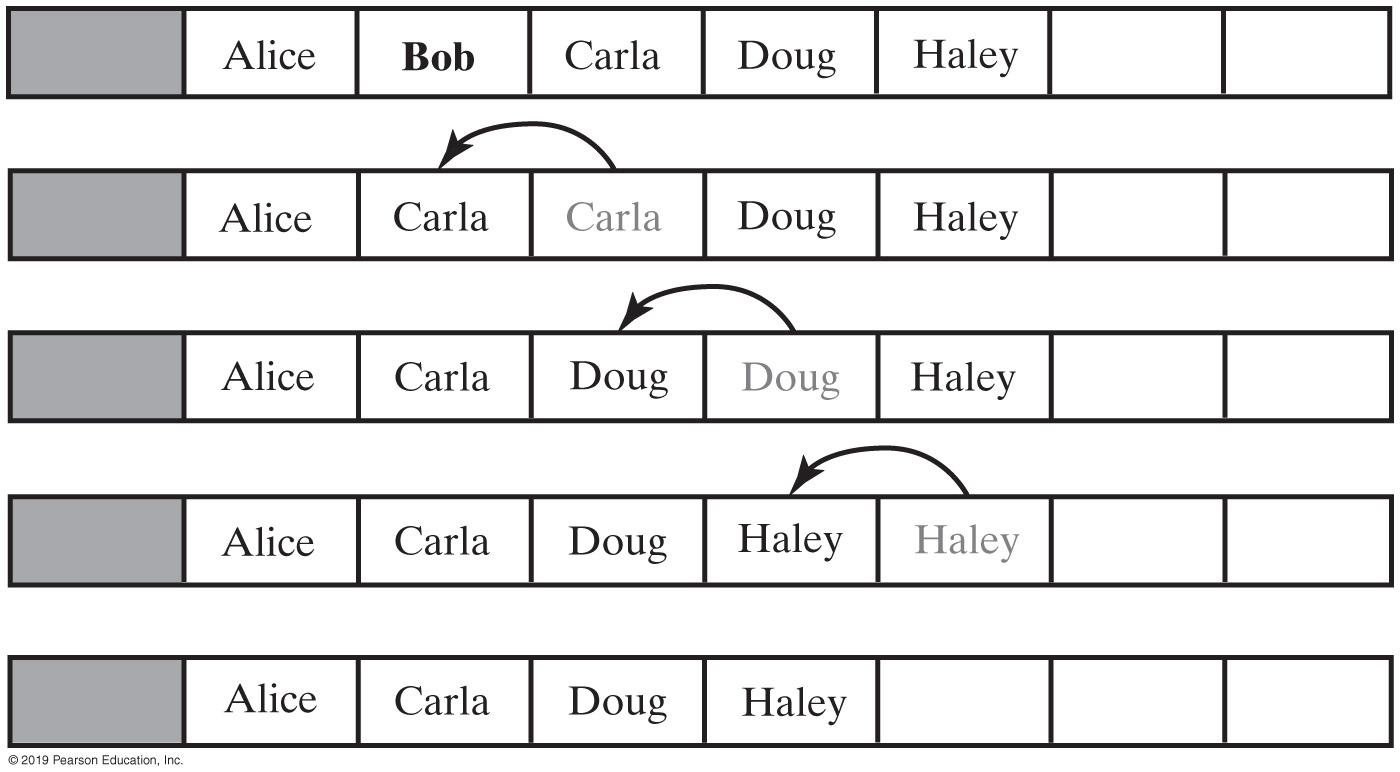 Alice Bob Carla Doug Haley
Alice Carla Carla Doug Haley
Alice Carla Doug Doug Haley
Alice Carla Doug Haley Haley
Alice Carla Doug Haley
© 2019 Pearson Education, Inc.